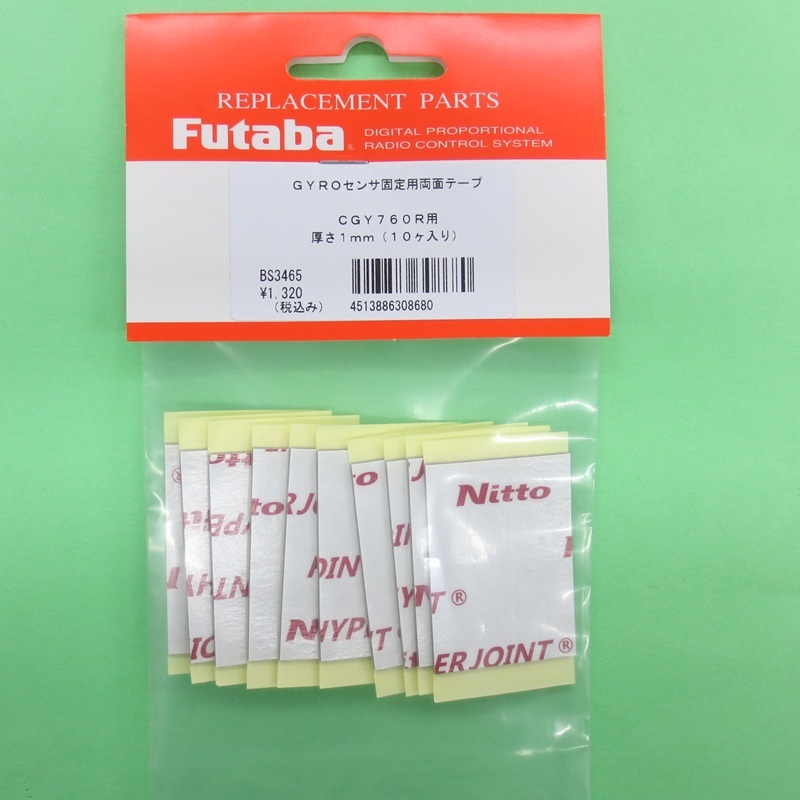 REPLACEMENT PARTS
Futaba®
DIGITAL PROPORTIONAL
RADIO CONTROL SYSTEM
GYROセンサ固定用両面テープ
CGY760R用
厚さ1mm(10ヶ入り)
BS3465
¥1,320
(税込み)
4513886308680
Nitto
ERJOINT®